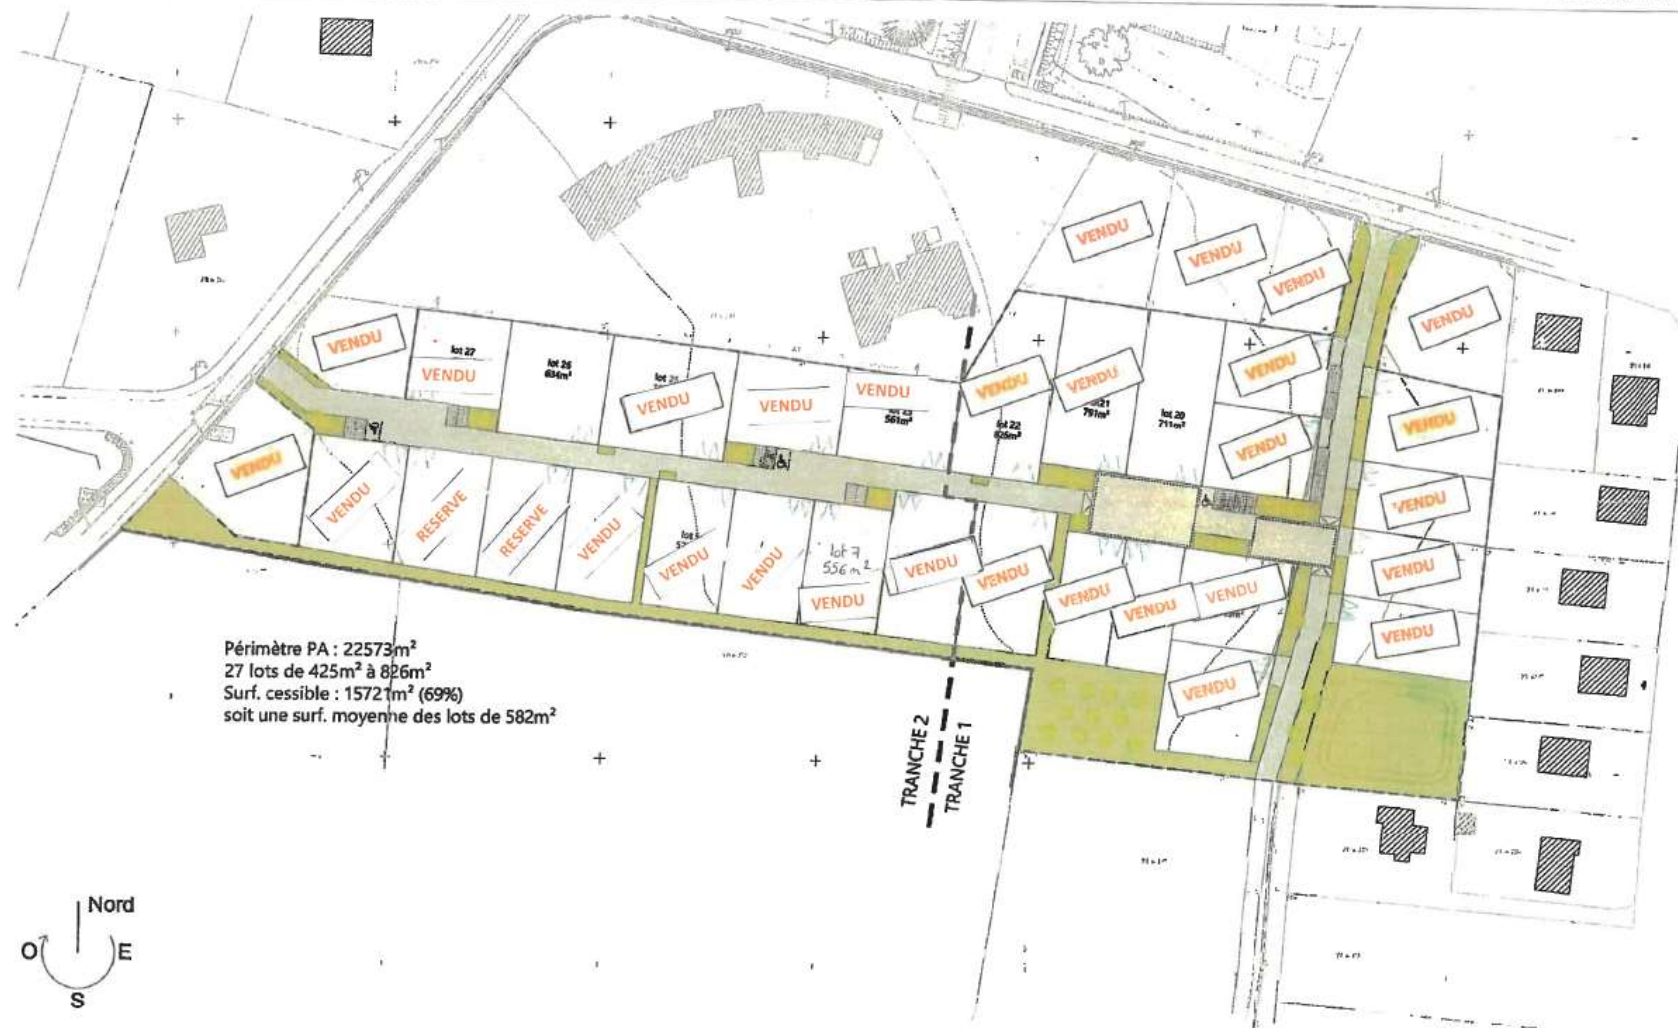 VENDU
VENDU
VENDU
VENDU
VENDU
lot 27
VENDU
lot 26
634m²
VENDU
VENDU
VENDU
561m²
VENDU
lot 22
826m²
VENDU
791m²
lot 20
711m²
VENDU
VENDU
VENDU
VENDU
VENDU
VENDU
VENDU
VENDU
VENDU
RESERVE
RESERVE
VENDU
VENDU
VENDU
lot 7
556 m²
VENDU
VENDU
VENDU
VENDU
VENDU
VENDU
VENDU
Périmètre PA : 22573m²
27 lots de 425m² à 826m²
Surf. cessible : 15721m² (69%)
soit une surf. moyenne des lots de 582m²
TRANCHE 2
TRANCHE 1
Nord
O
E
S